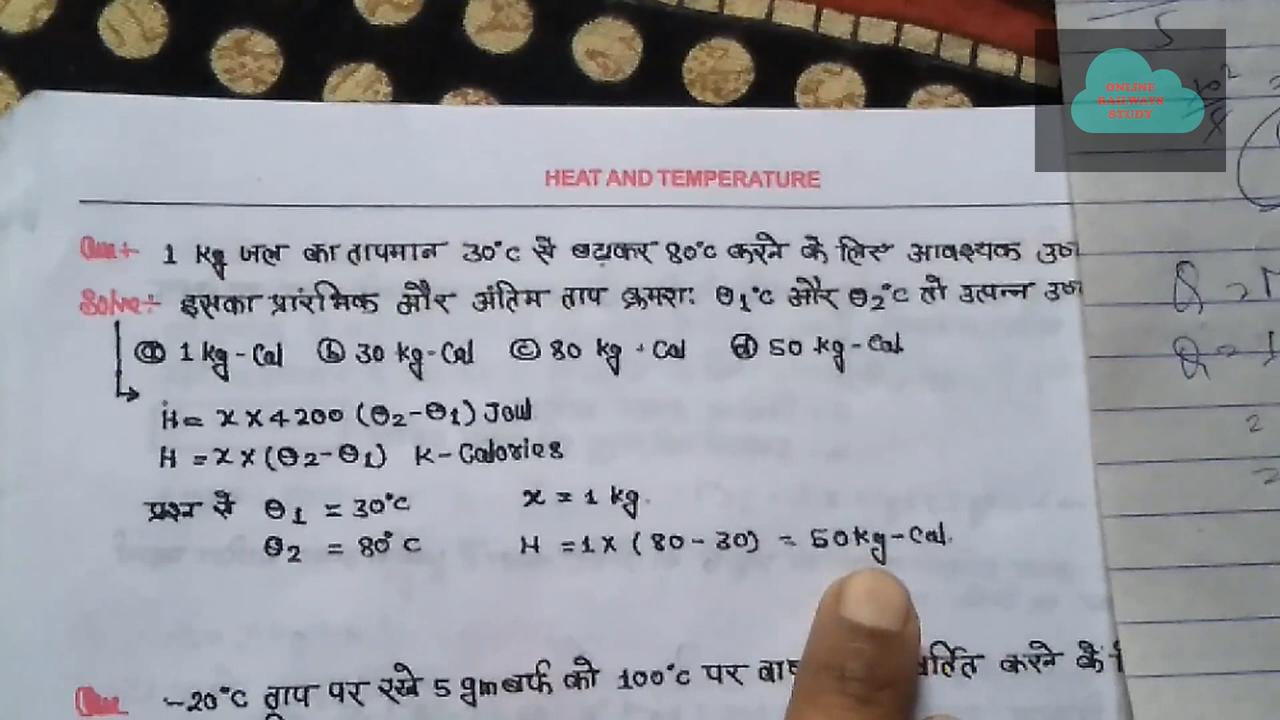 ONLINE
RAILWAYS
STUDY
HEAT AND TEMPERATURE
Que÷ 1 kg जल का तापमान 30°C से बढ़ाकर 80°C करने के लिए आवश्यक
Solve÷ इसका प्रारंभिक और अंतिम ताप क्रमशः θ1°C और θ2°C तो उत्पन्न
(a) 1 kg-Cal (b) 30 kg-Cal (c) 80 kg-Cal (d) 50 kg-Cal
H= x×4200 (θ2-θ1) Joul
H = x×(θ2-θ1) K-Calories
प्रश्न से θ1 = 30°C x = 1 kg.
θ2 = 80°C H = 1× (80-30) = 50kg-Cal.
Que -20°C ताप पर रखे 5 gm बर्फ को 100°C पर करने के